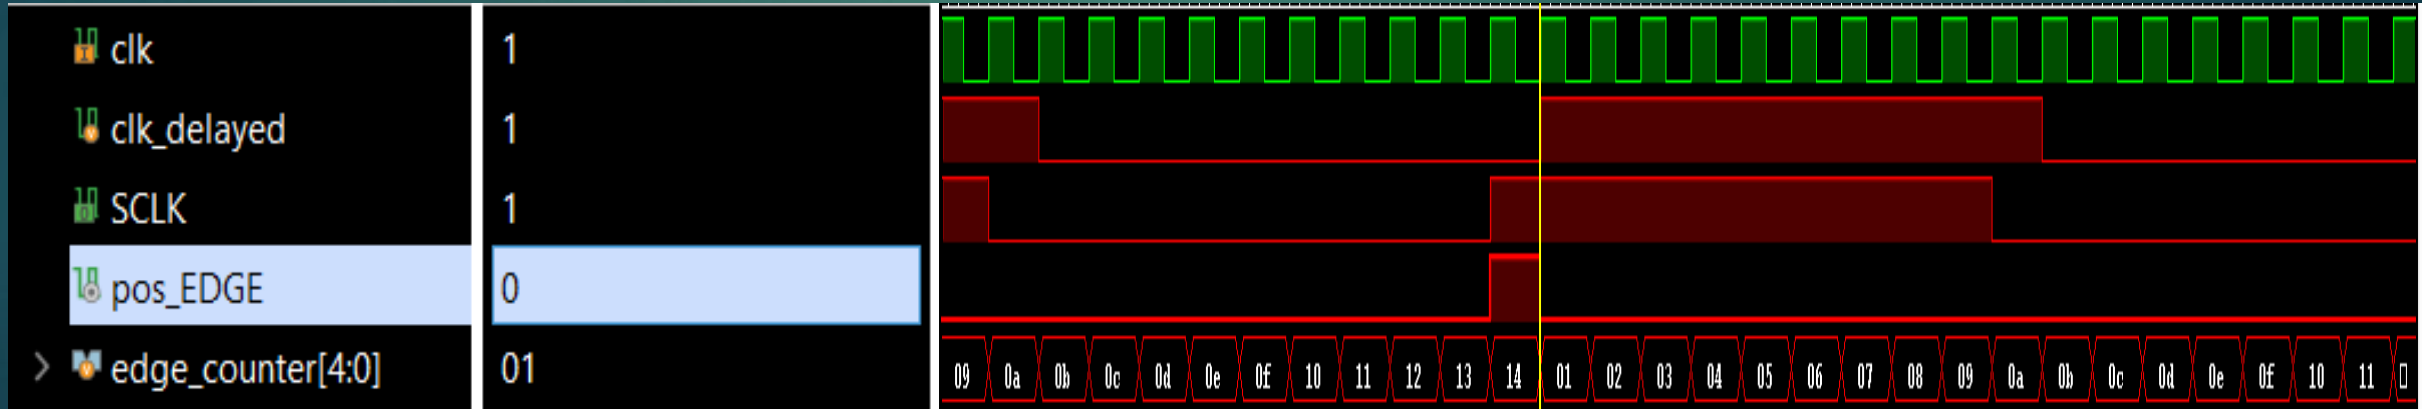 clk 1
clk_delayed 1
SCLK 1
pos_EDGE 0
edge_counter[4:0] 01 09 0a 0b 0c 0d 0e 0f 10 11 12 13 14 01 02 03 04 05 06 07 08 09 0a 0b 0c 0d 0e 0f 10 11